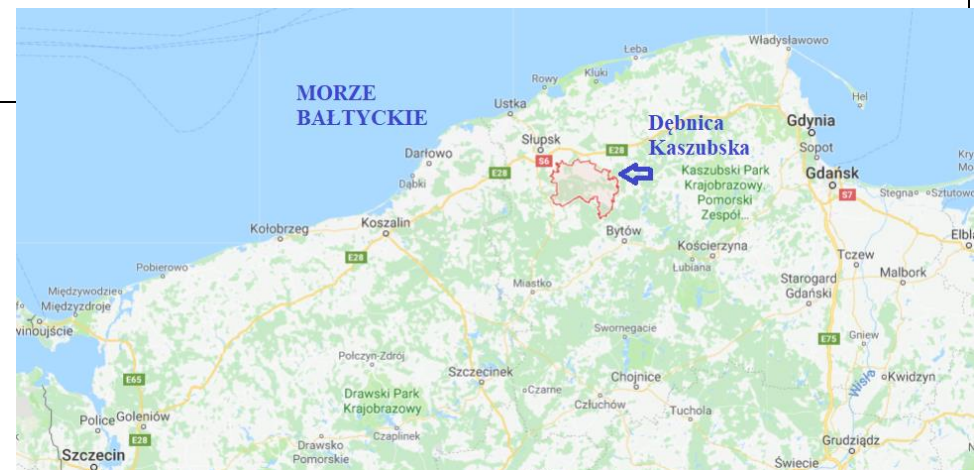 Władysławowo
Łeba
Kluki
Rowy
Hel
MORZE
BAŁTYCKIE
Ustka
Gdynia
Dębnica
Kaszubska
Słupsk
E28
Sopot
Darłowo
S6
Kaszubski Park
Krajobrazowy.
Pomorski
Zespół...
Gdańsk
E28
Dąbki
S7
Stegna
Sztutowo
Koszalin
Kołobrzeg
Bytów
Kościerzyna
E28
Tczew
Łubiana
Pobierowo
Malbork
Starogard
Gdański
Miastko
Międzywodzie
Międzyzdroje
Swornegacie
winoujście
E75
Gniew
Połczyn-Zdrój
Szczecinek
Chojnice
Wisła
Kwidzyn
E65
Czarne
Drawski Park
Krajobrazowy
Człuchów
Tuchola
Police
Goleniów
Czaplinek
E28
Drawsko
Pomorskie
Grudziądz
Szczecin
Świecie